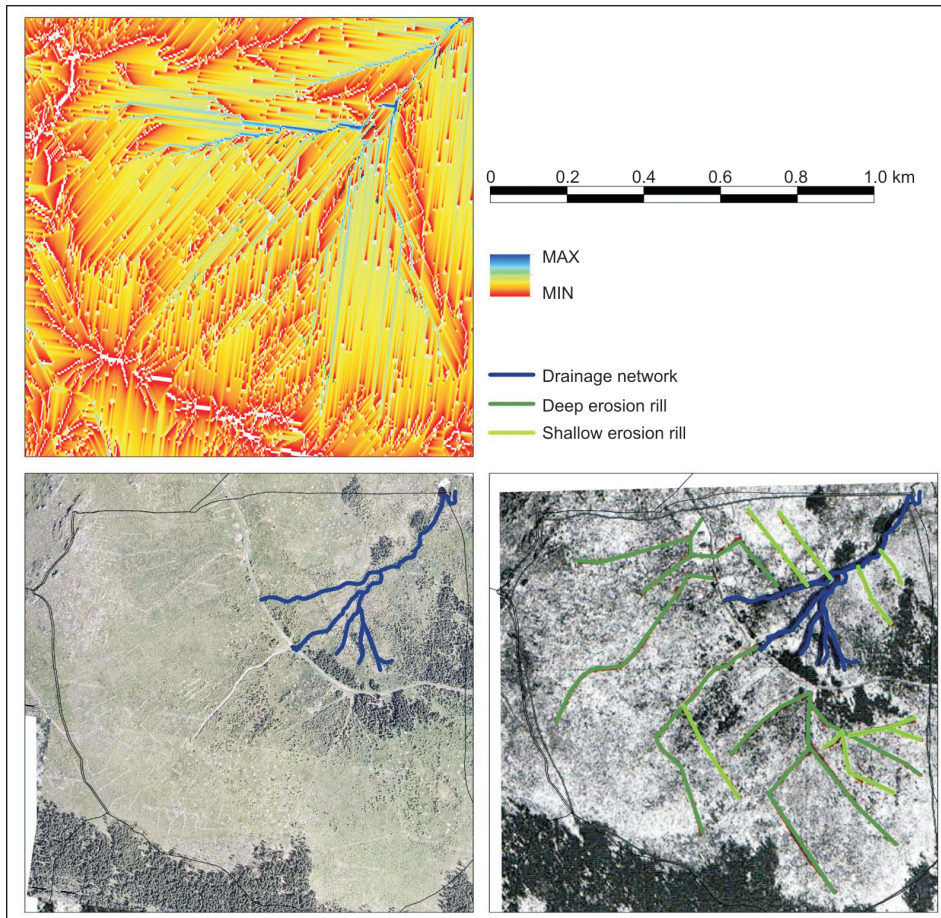 0 0.2 0.4 0.6 0.8 1.0 km
MAX
MIN
Drainage network
Deep erosion rill
Shallow erosion rill